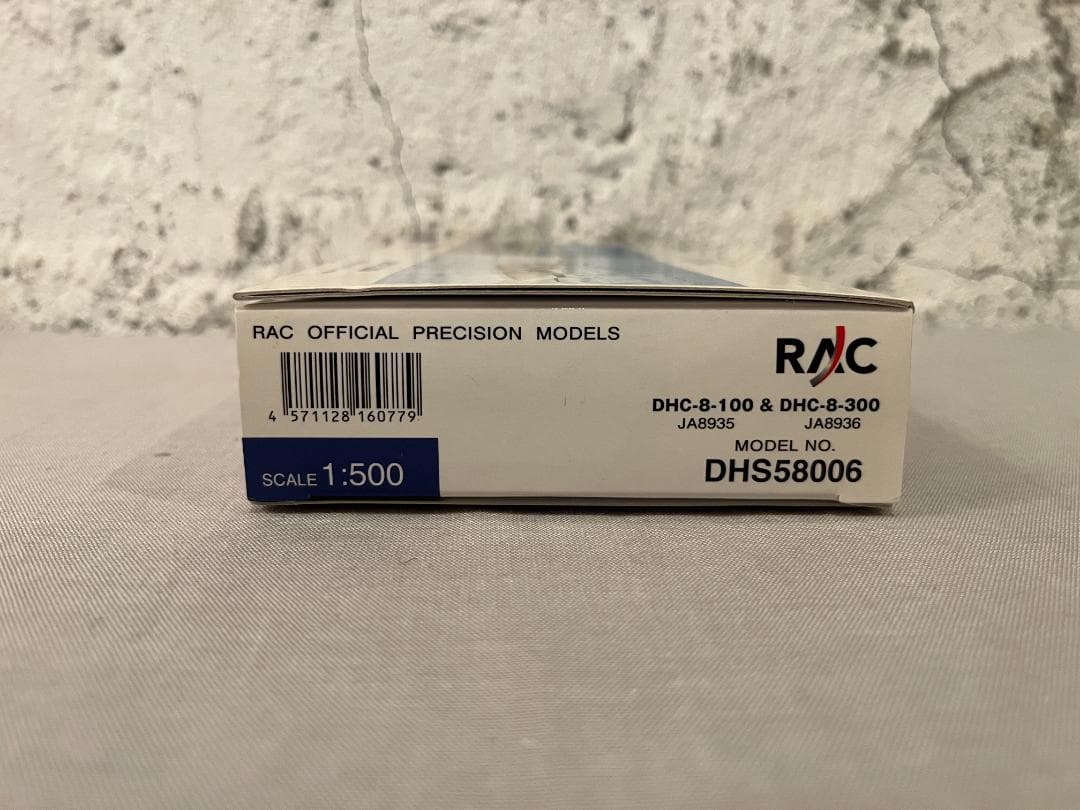 RAC OFFICIAL PRECISION MODELS
4 571128 160779
SCALE 1:500
RAC
DHC-8-100 & DHC-8-300
JA8935 JA8936
MODEL NO.
DHS58006